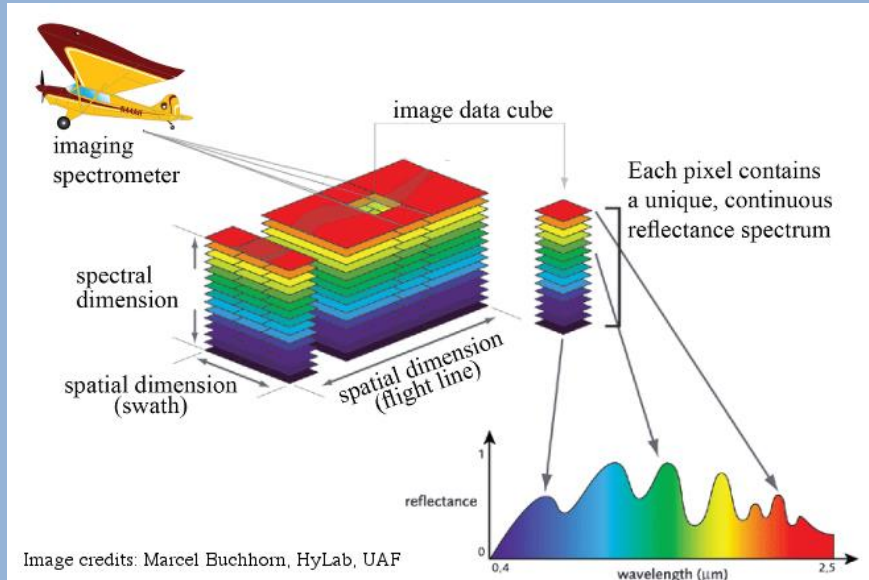 imaging
spectrometer
image data cube
Each pixel contains
a unique, continuous
reflectance spectrum
spectral
dimension
spatial dimension
(swath)
spatial dimension
(flight line)
1
reflectance
0
0,4
2,5
wavelength (μm)
Image credits: Marcel Buchhorn, HyLab, UAF